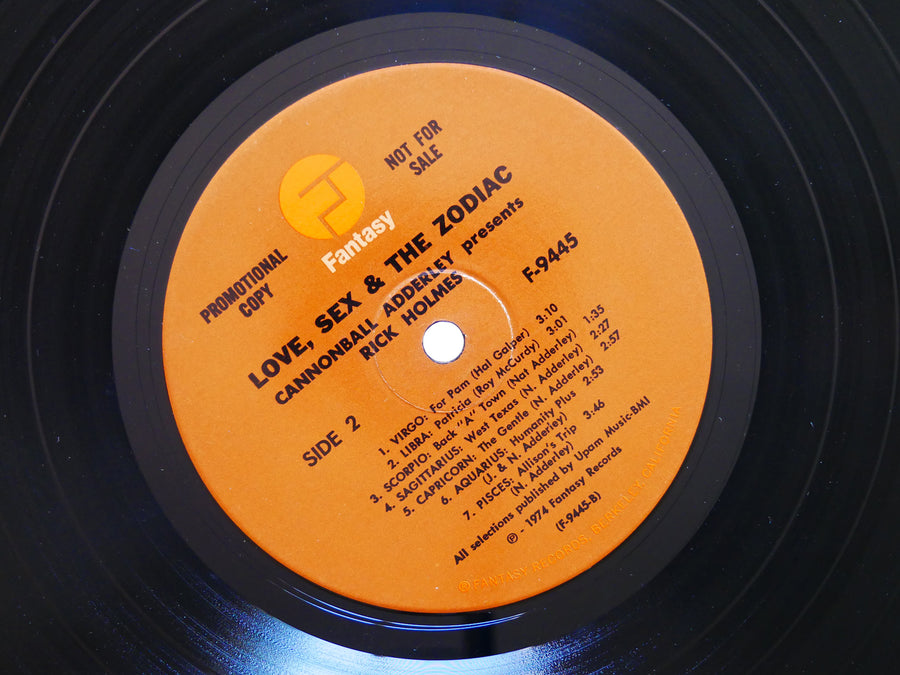 NOT FOR
SALE
Fantasy
PROMOTIONAL
COPY
LOVE, SEX & THE ZODIAC
CANNONBALL ADDERLEY presents
RICK HOLMES
F-9445
SIDE 2
1. VIRGO: For Pam (Hal Galper) 3:10
2. LIBRA: Patricia (Roy McCurdy) 3:01
3. SCORPIO: Back "A" Town (Nat Adderley) 1:35
4. SAGITTARIUS: West Texas (N. Adderley) 2:27
5. CAPRICORN: The Gentle (N. Adderley) 2:57
6. AQUARIUS: Humanity Plus 2:53
(J. & N. Adderley)
7. PISCES: Allison's Trip 3:46
(N. Adderley)
All selections published by Upam Music-BMI
℗ - 1974 Fantasy Records
(F-9445-B)
© FANTASY RECORDS, BERKELEY, CALIFORNIA